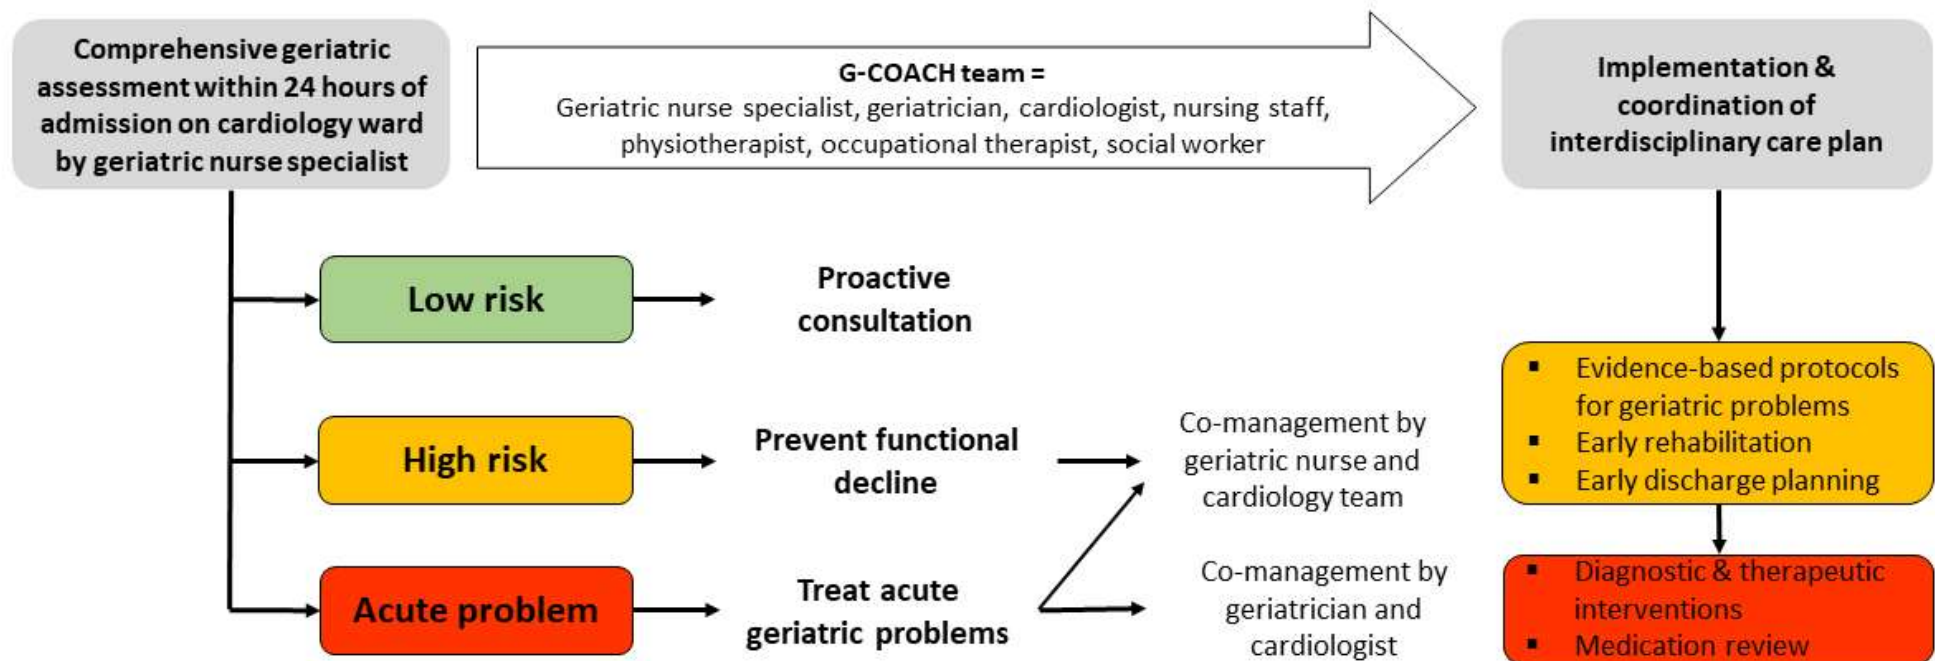 Comprehensive geriatric
assessment within 24 hours of
admission on cardiology ward
by geriatric nurse specialist
G-COACH team =
Geriatric nurse specialist, geriatrician, cardiologist, nursing staff,
physiotherapist, occupational therapist, social worker
Implementation &
coordination of
interdisciplinary care plan
Low risk
Proactive
consultation
High risk
Prevent functional
decline
Co-management by
geriatric nurse and
cardiology team
▪ Evidence-based protocols
for geriatric problems
▪ Early rehabilitation
▪ Early discharge planning
Acute problem
Treat acute
geriatric problems
Co-management by
geriatrician and
cardiologist
▪ Diagnostic & therapeutic
interventions
▪ Medication review